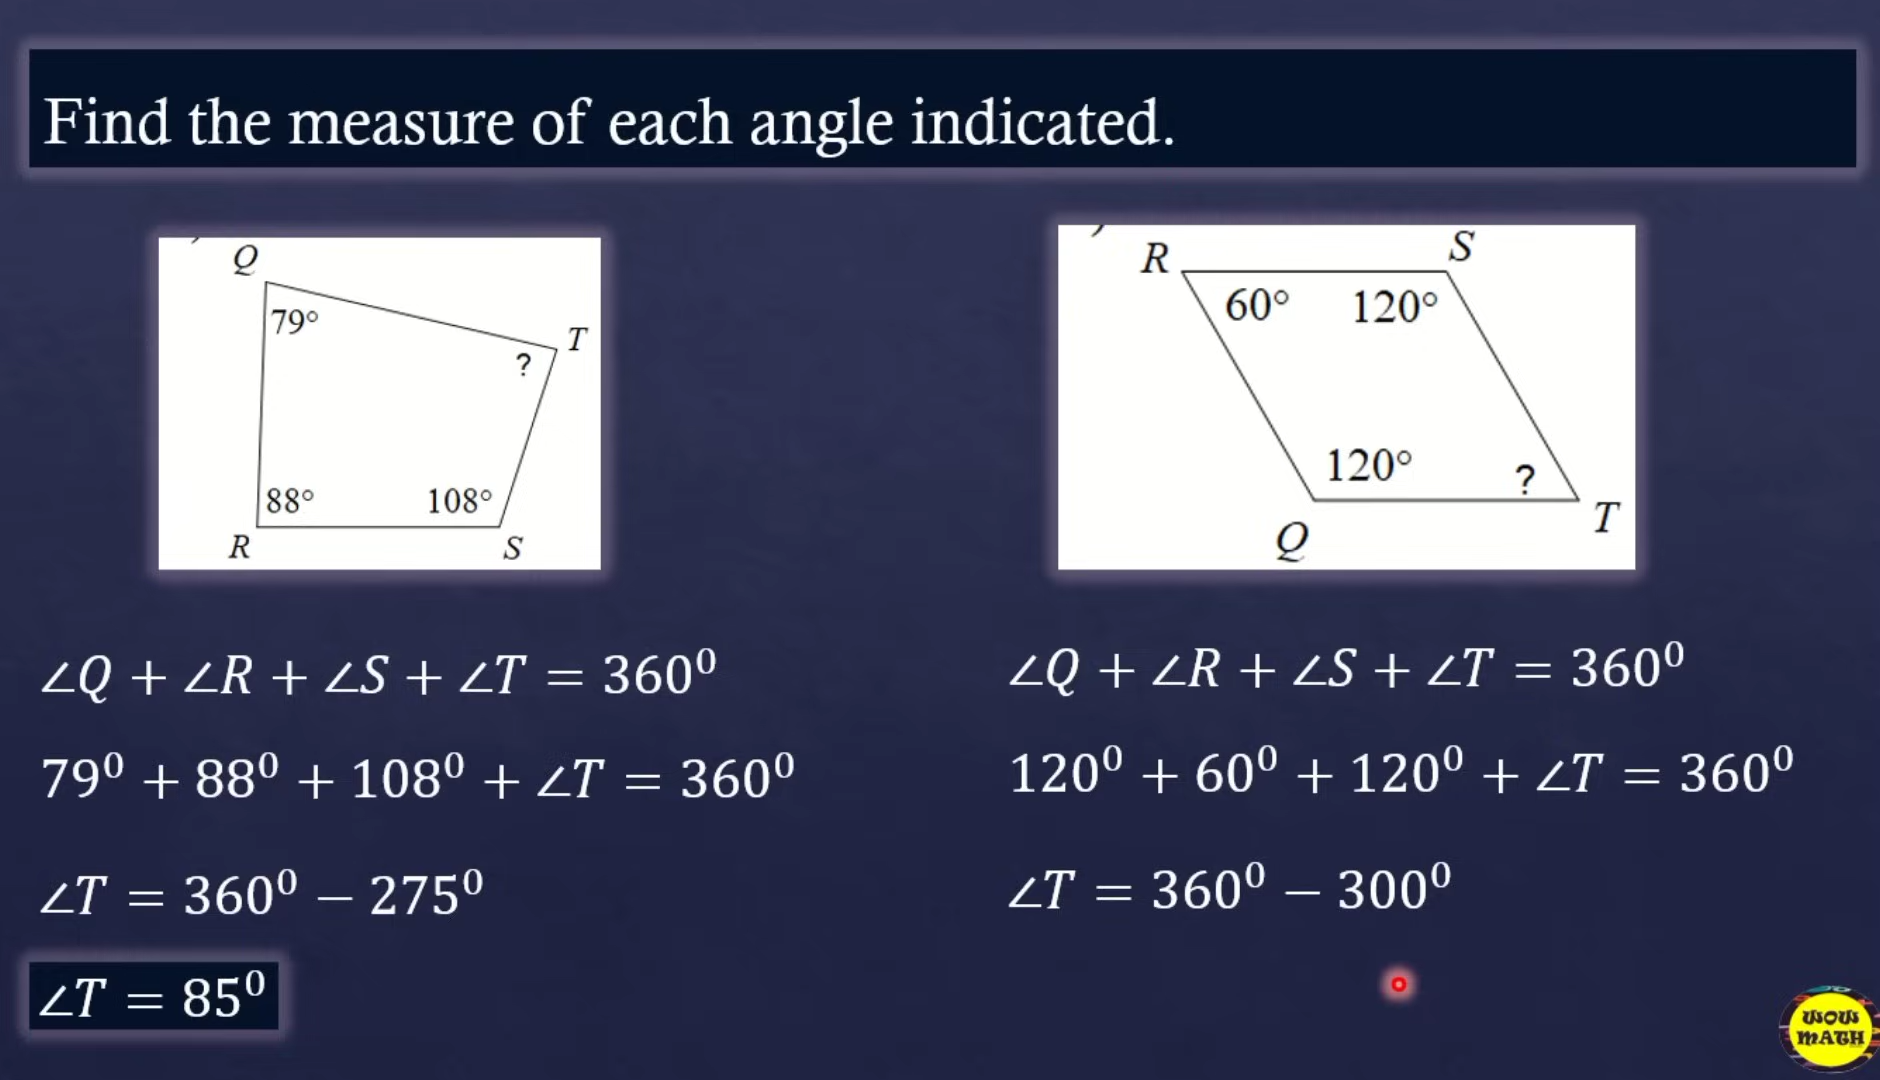 Find the measure of each angle indicated.
Q
79°
T
?
88°
108°
R
S
R
S
60°
120°
120°
?
Q
T
∠Q + ∠R + ∠S + ∠T = 360⁰
79⁰ + 88⁰ + 108⁰ + ∠T = 360⁰
∠T = 360⁰ − 275⁰
∠T = 85⁰
∠Q + ∠R + ∠S + ∠T = 360⁰
120⁰ + 60⁰ + 120⁰ + ∠T = 360⁰
∠T = 360⁰ − 300⁰
WOW
MATH